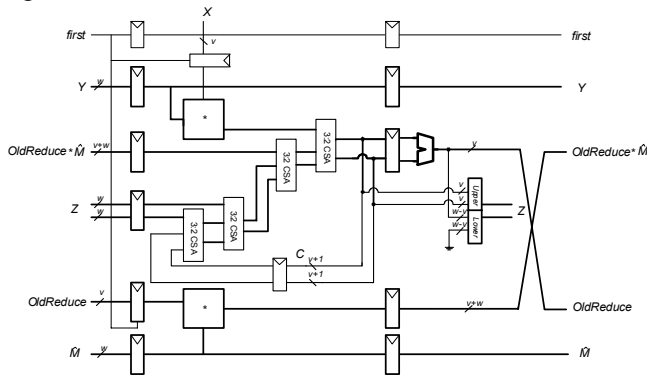 X
first
first
v
Y
w
Y
*
OldReduce* M̂
v+w
3:2 CSA
3:2 CSA
v
OldReduce* M̂
Z
w
w
3:2 CSA
3:2 CSA
v
v
w-v
w-v
Upper
Lower
Z
C
v+1
v+1
OldReduce
v
*
v+w
OldReduce
M̂
w
M̂